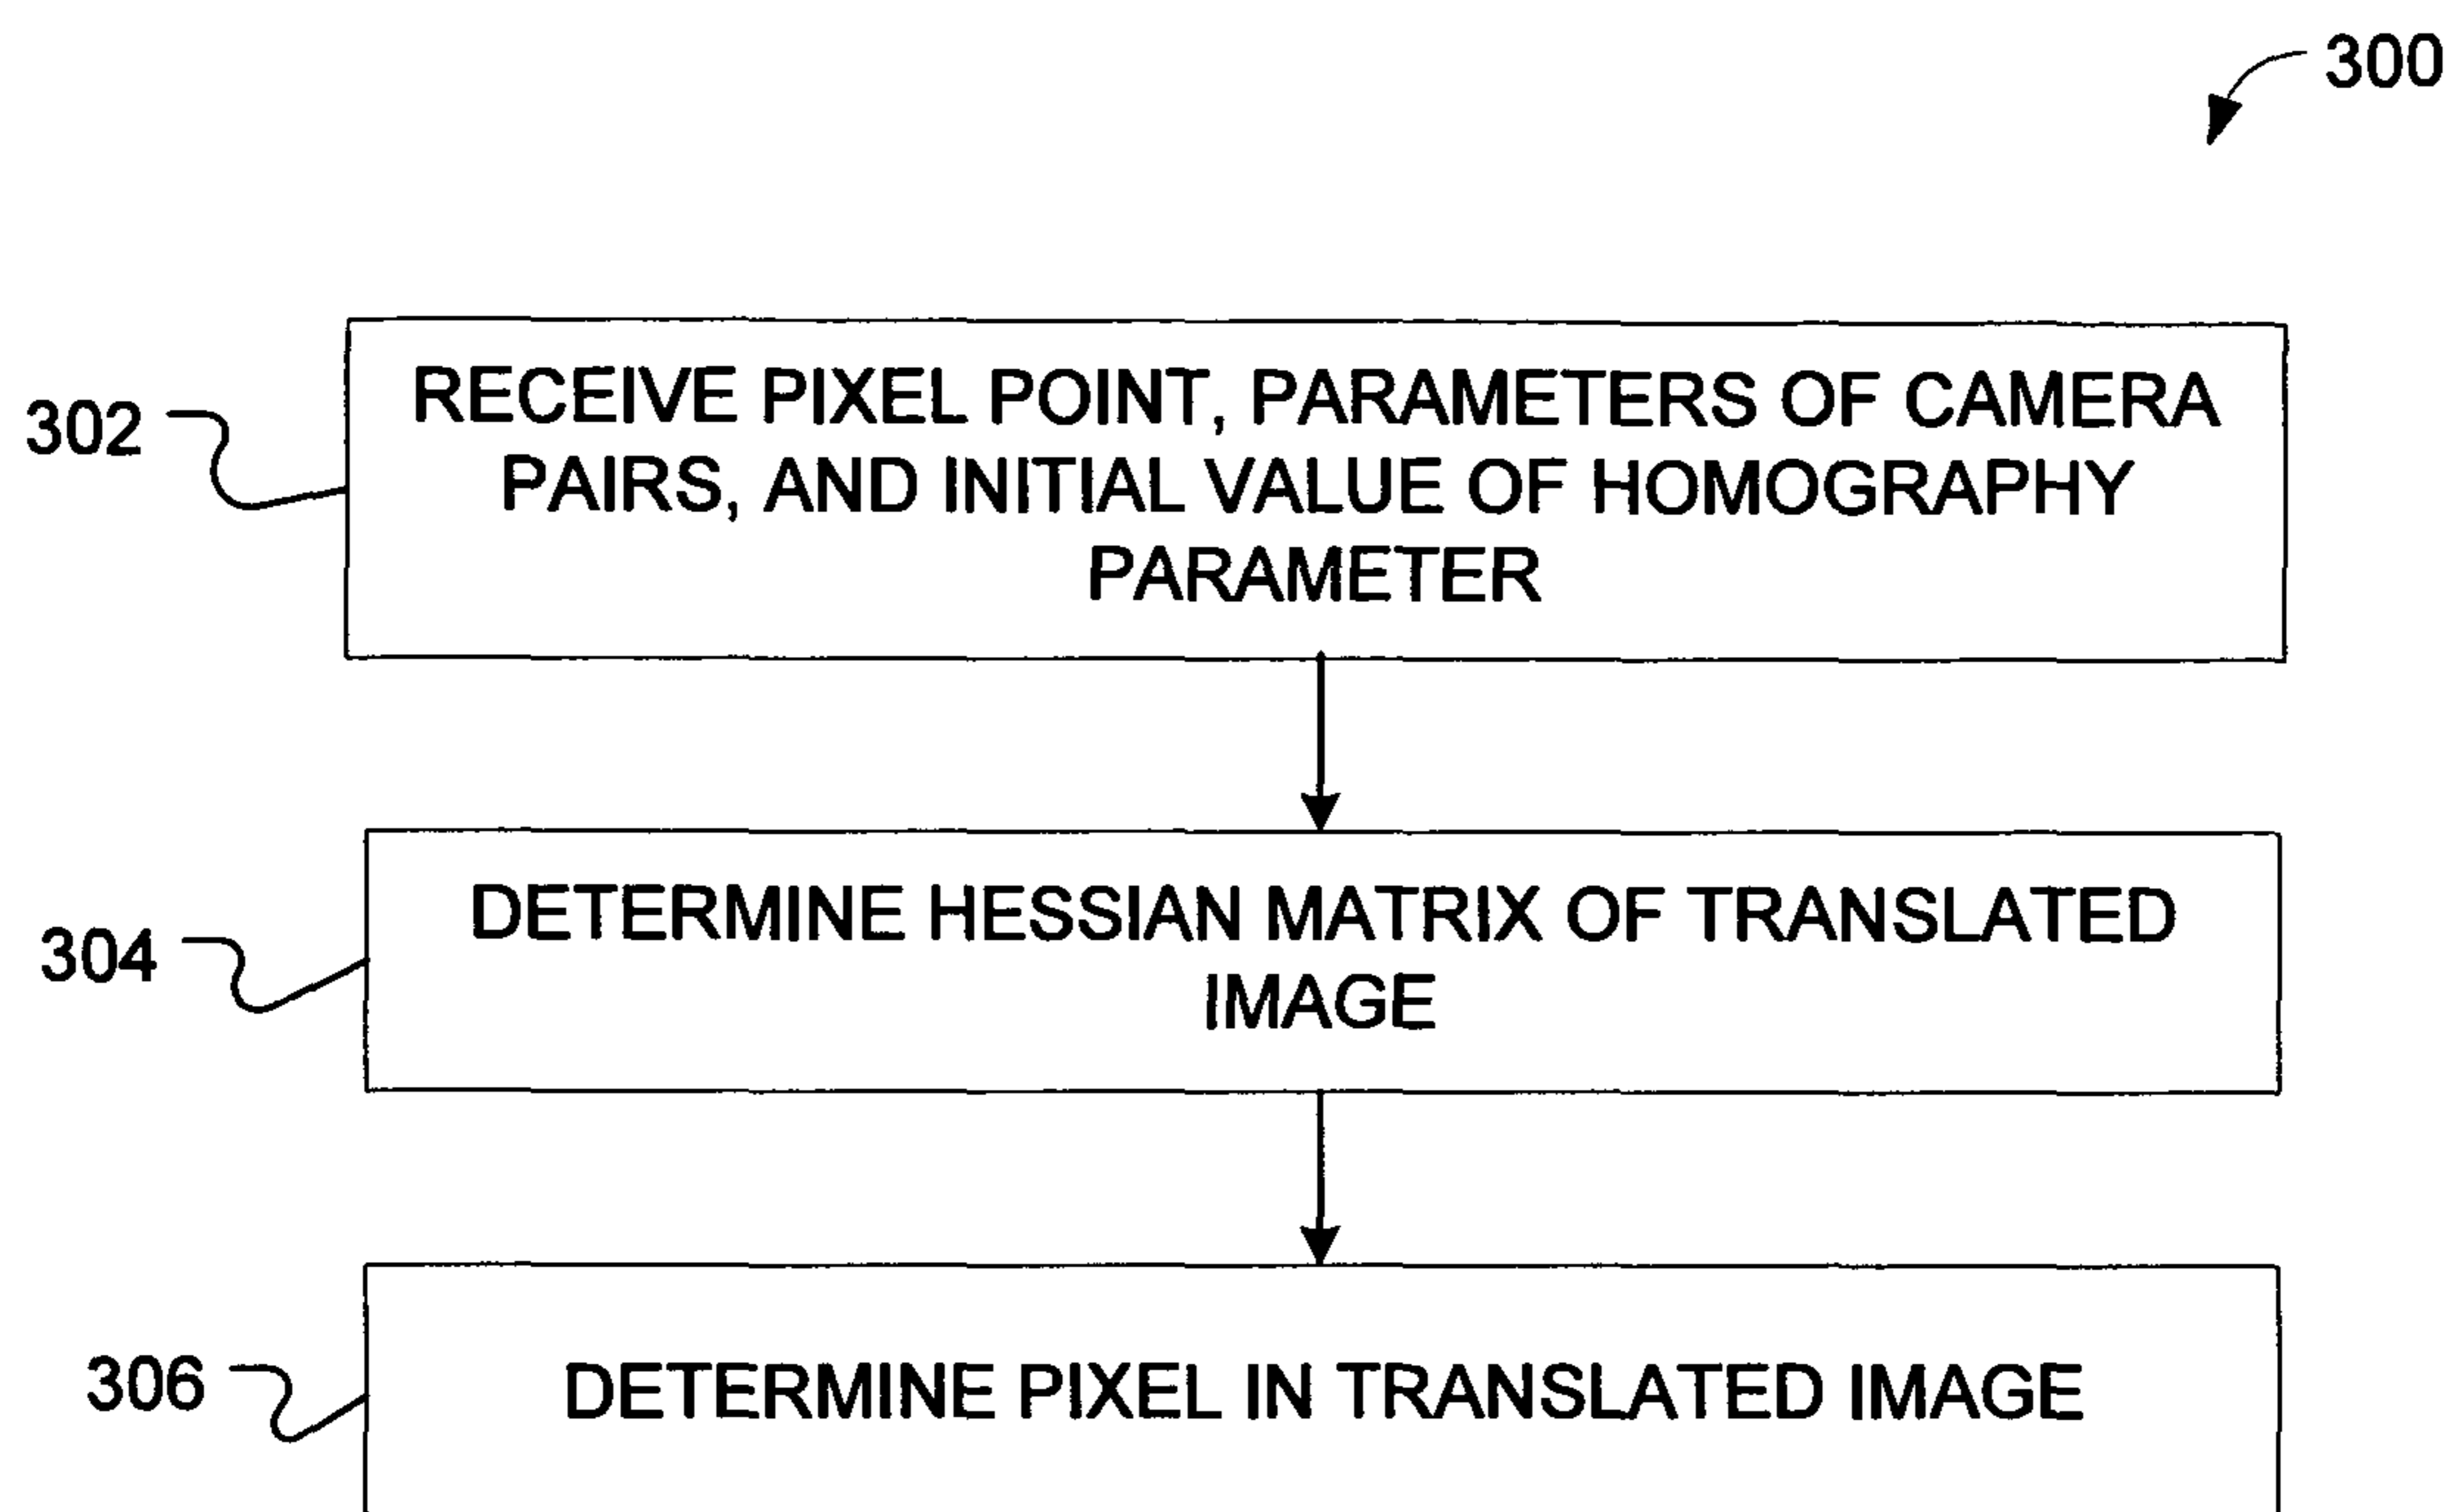 300
302
RECEIVE PIXEL POINT, PARAMETERS OF CAMERA
PAIRS, AND INITIAL VALUE OF HOMOGRAPHY
PARAMETER
304
DETERMINE HESSIAN MATRIX OF TRANSLATED
IMAGE
306
DETERMINE PIXEL IN TRANSLATED IMAGE